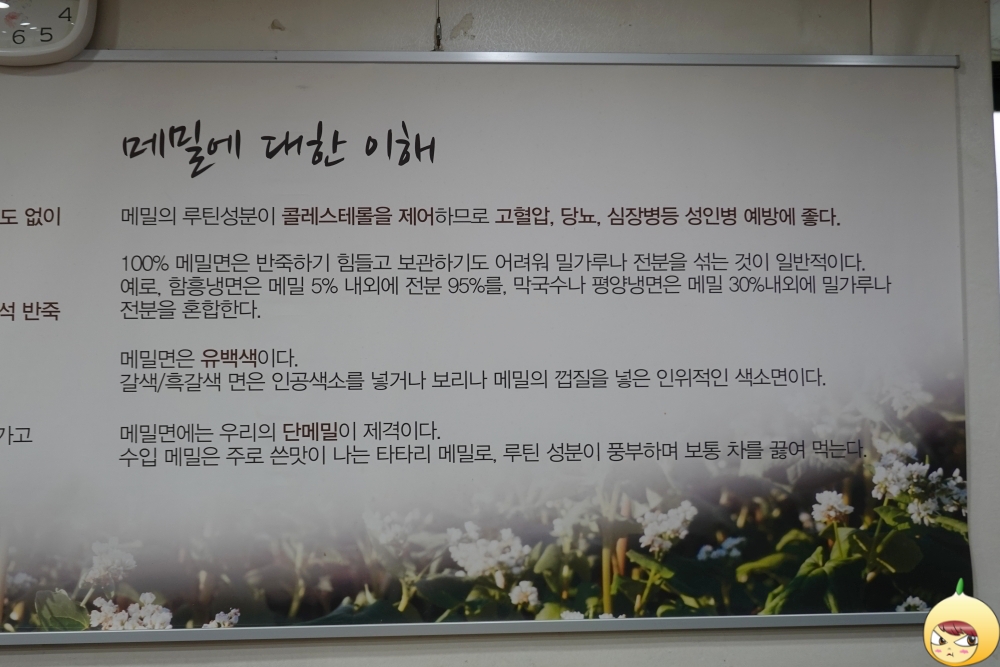 4
5
6
메밀에 대한 이해
도 없이
메밀의 루틴성분이 콜레스테롤을 제어하므로 고혈압, 당뇨, 심장병등 성인병 예방에 좋다.
100% 메밀면은 반죽하기 힘들고 보관하기도 어려워 밀가루나 전분을 섞는 것이 일반적이다.
예로, 함흥냉면은 메밀 5% 내외에 전분 95%를, 막국수나 평양냉면은 메밀 30%내외에 밀가루나
석 반죽
전분을 혼합한다.
메밀면은 유백색이다.
갈색/흑갈색 면은 인공색소를 넣거나 보리나 메밀의 껍질을 넣은 인위적인 색소면이다.
가고
메밀면에는 우리의 단메밀이 제격이다.
수입 메밀은 주로 쓴맛이 나는 타타리 메밀로, 루틴 성분이 풍부하며 보통 차를 끓여 먹는다.